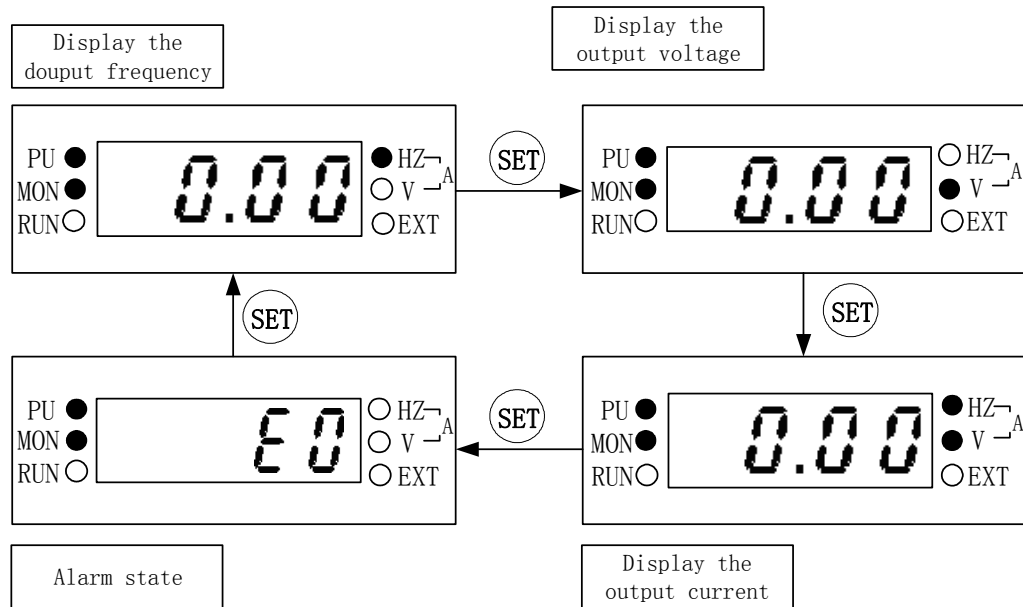 Display the
douput frequency
Display the
output voltage
PU
HZ
MON
0.00
V
A
RUN
EXT
SET
PU
HZ
MON
0.00
V
A
RUN
EXT
SET
SET
PU
HZ
MON
E0
V
A
RUN
EXT
SET
PU
HZ
MON
0.00
V
A
RUN
EXT
Alarm state
Display the
output current